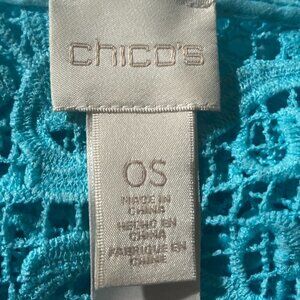 chico's
OS
MADE IN
CHINA
HECHO EN
CHINA
FABRIQUE EN
CHINE